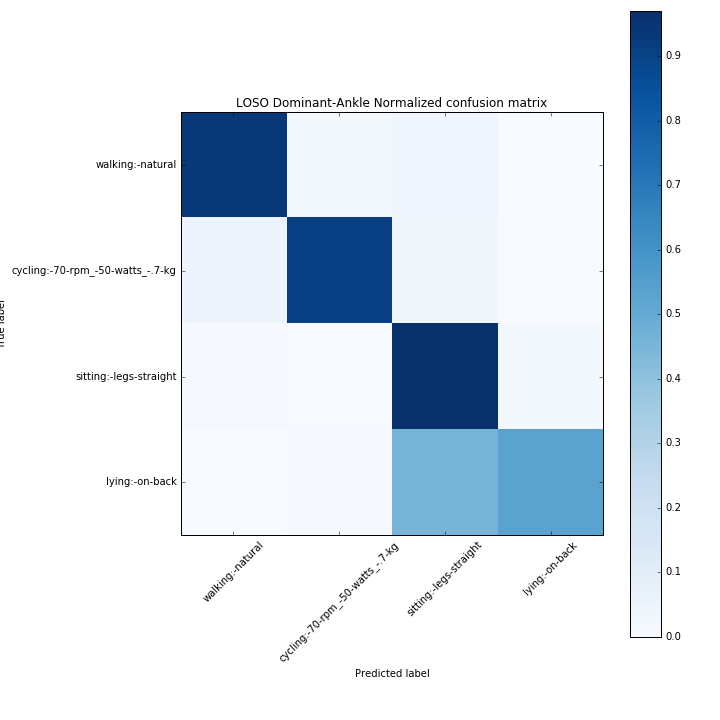 LOSO Dominant-Ankle Normalized confusion matrix
walking:-natural
cycling:-70-rpm_-50-watts_-.7-kg
sitting:-legs-straight
lying:-on-back
label
walking:-natural
cycling:-70-rpm_-50-watts_-.7-kg
sitting:-legs-straight
lying:-on-back
Predicted label
0.9
0.8
0.7
0.6
0.5
0.4
0.3
0.2
0.1
0.0